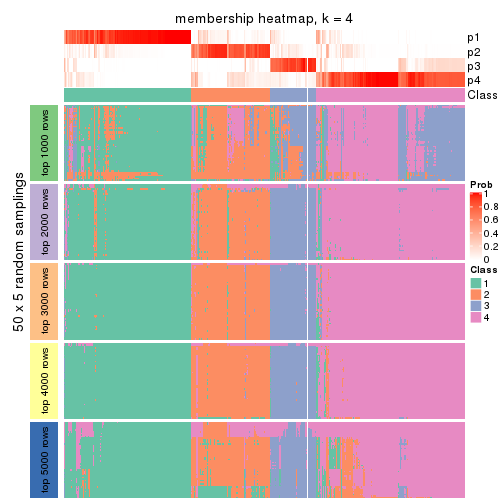 membership heatmap, k = 4
p1
p2
p3
p4
Class
50 x 5 random samplings
top 1000 rows
top 2000 rows
top 3000 rows
top 4000 rows
top 5000 rows
Prob
1
0.8
0.6
0.4
0.2
0
Class
1
2
3
4